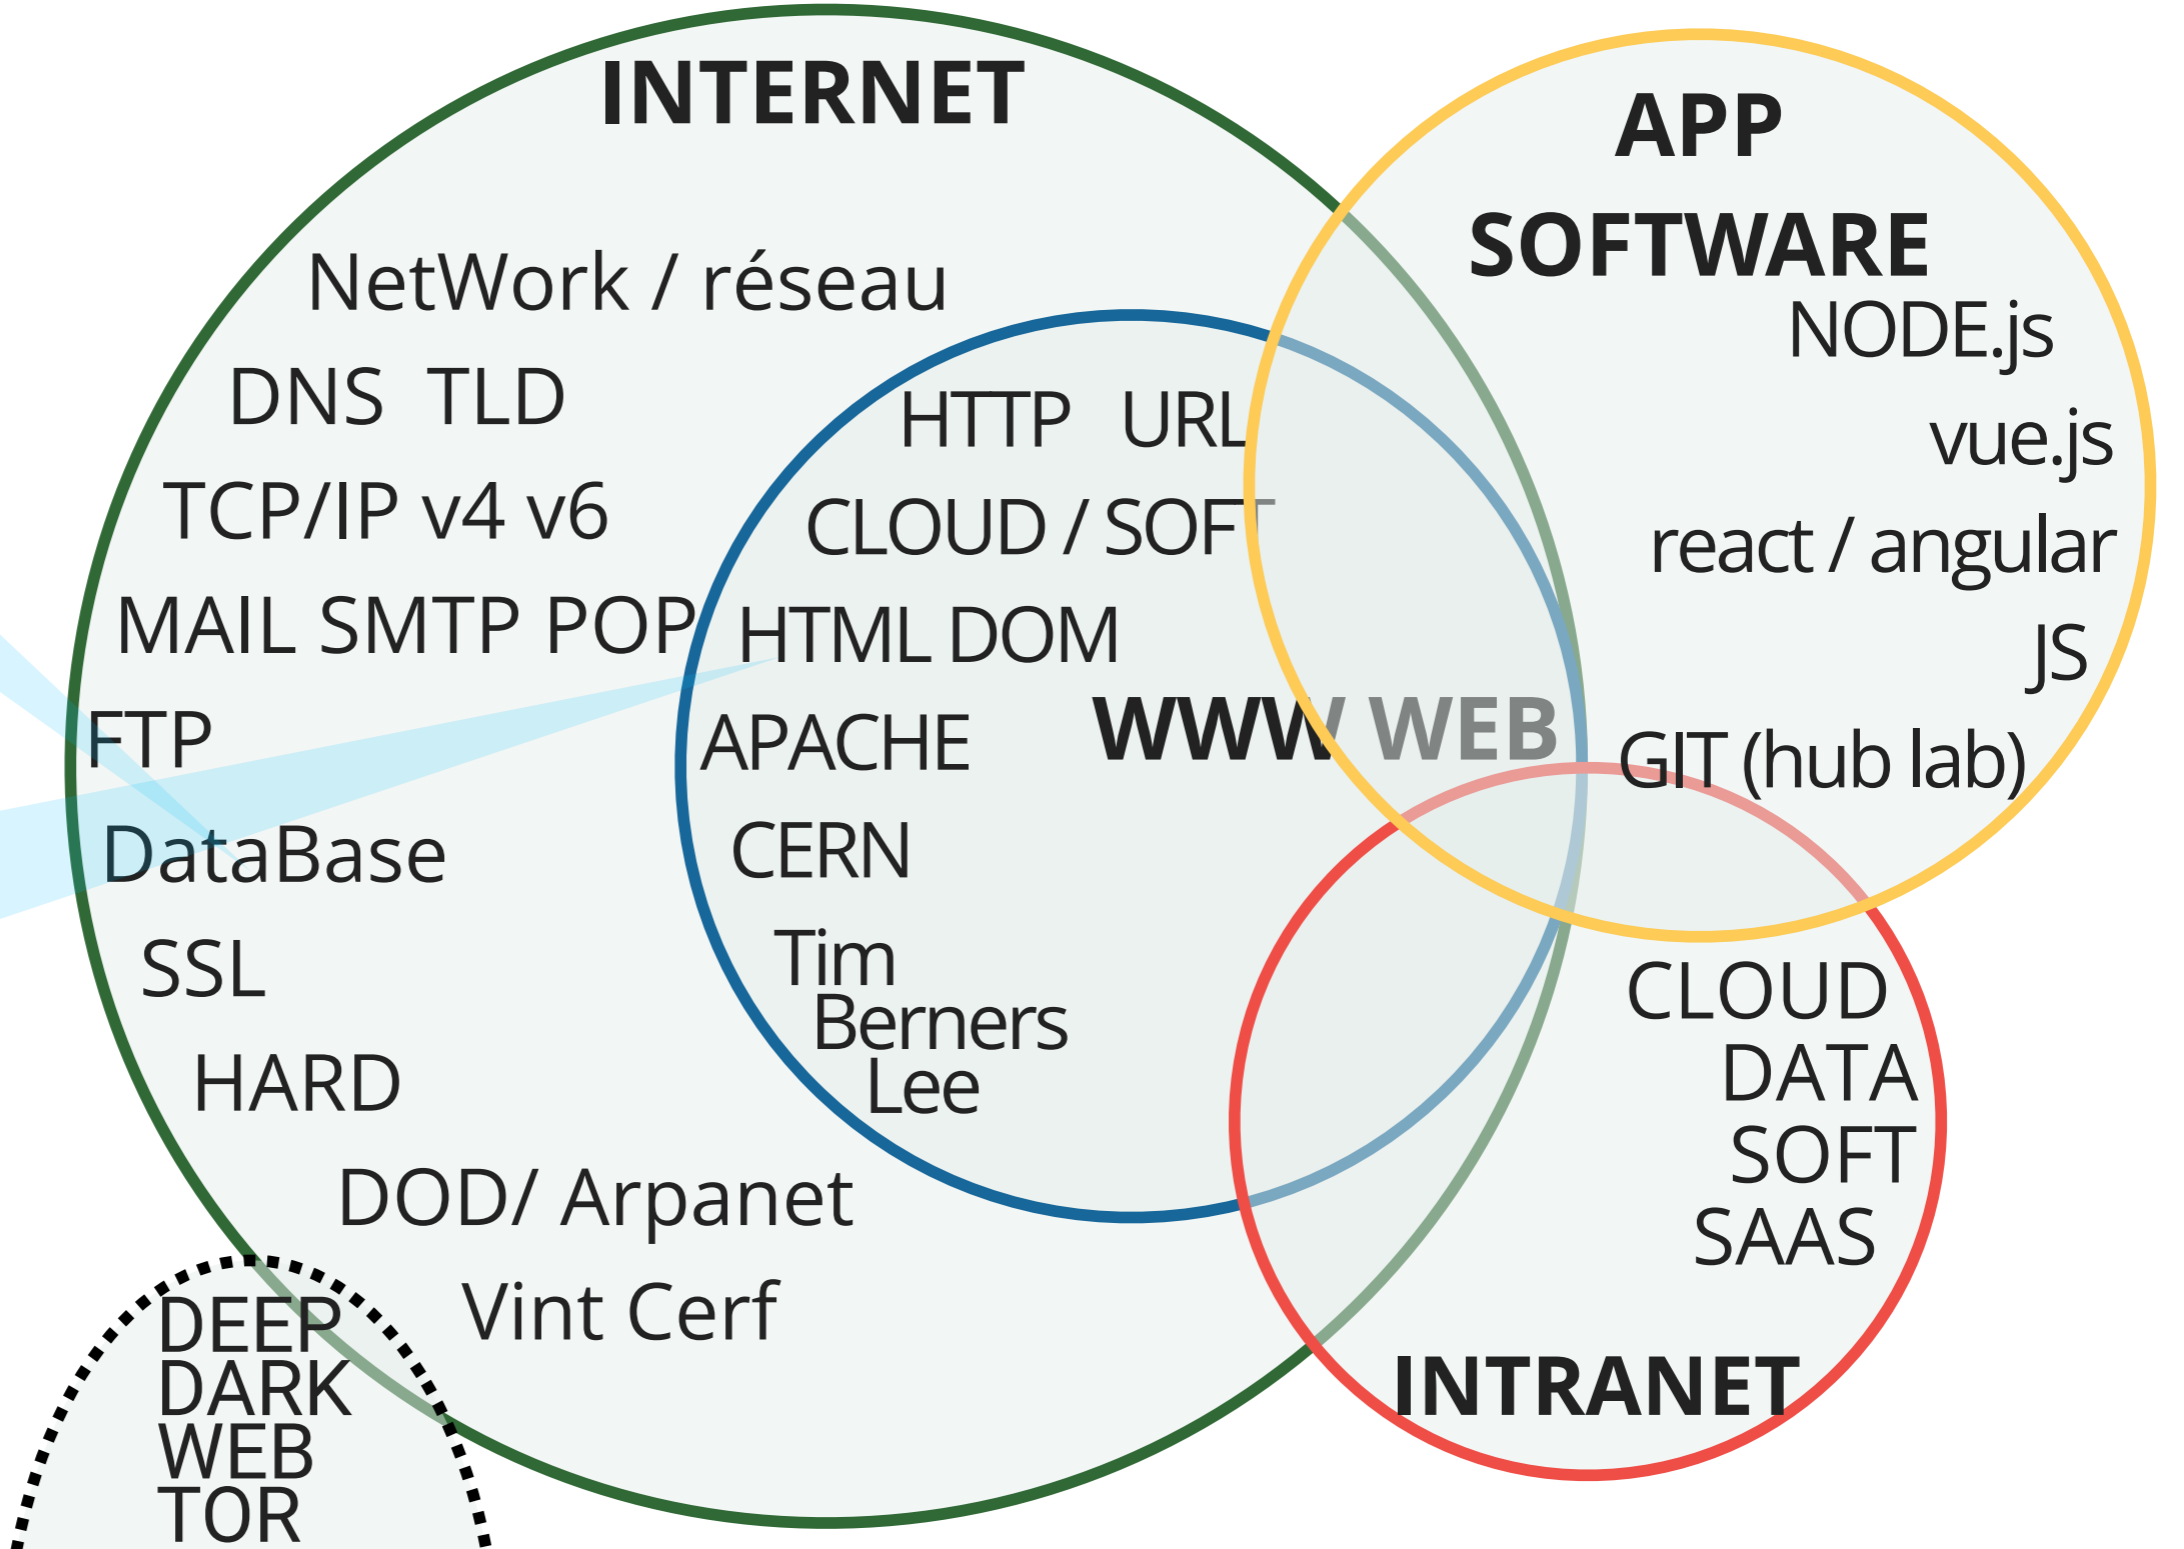 INTERNET
NetWork / réseau
DNS TLD
TCP/IP v4 v6
MAIL SMTP POP
FTP
DataBase
SSL
HARD
DOD/ Arpanet
Vint Cerf
HTTP URL
CLOUD / SOFT
HTML DOM
WWW WEB
APACHE
CERN
Tim
Berners
Lee
APP
SOFTWARE
NODE.js
vue.js
react / angular
JS
GIT (hub lab)
CLOUD
DATA
SOFT
SAAS
INTRANET
DEEP
DARK
WEB
TOR